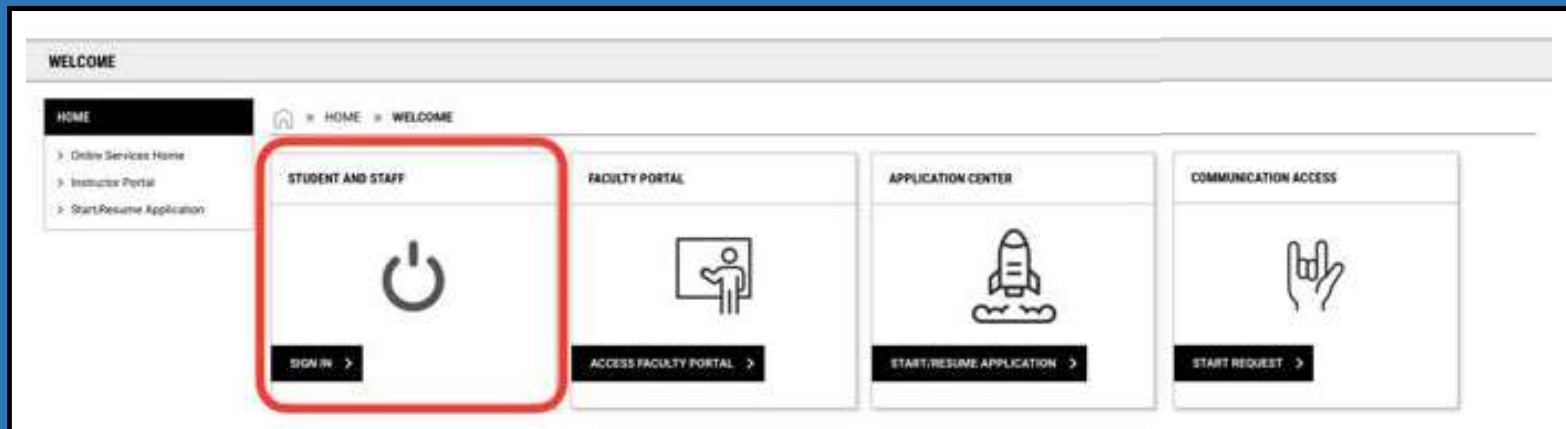 WELCOME
HOME
> Online Services Home
> Instructor Portal
> Start/Resume Application
» HOME » WELCOME
STUDENT AND STAFF
SIGN IN >
FACULTY PORTAL
ACCESS FACULTY PORTAL >
APPLICATION CENTER
START/RESUME APPLICATION >
COMMUNICATION ACCESS
START REQUEST >